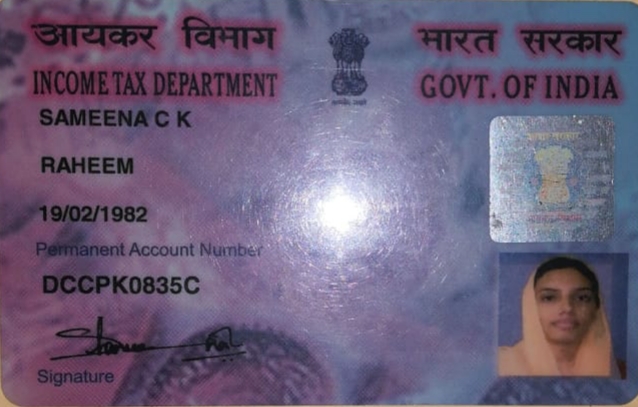 आयकर विभाग
भारत सरकार
INCOME TAX DEPARTMENT
GOVT. OF INDIA
SAMEENA C K
RAHEEM
19/02/1982
Permanent Account Number
DCCPK0835C
Signature